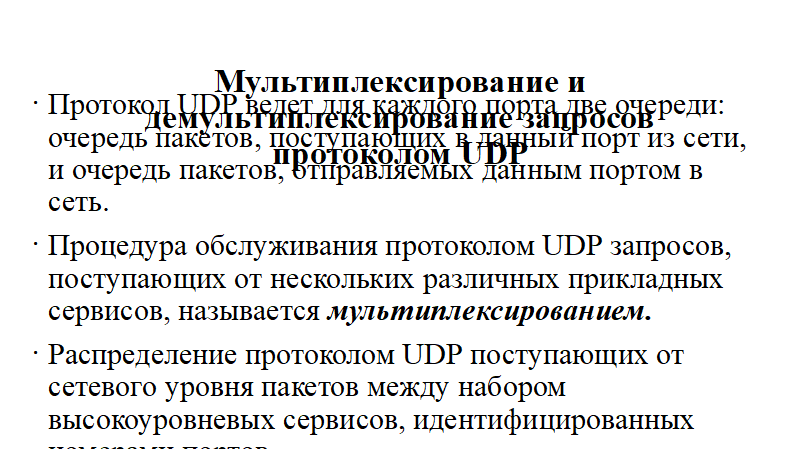 Мультиплексирование и
демультиплексирование запросов
протоколом UDP
· Протокол UDP ведет для каждого порта две очереди:
очередь пакетов, поступающих в данный порт из сети,
и очередь пакетов, отправляемых данным портом в
сеть.
· Процедура обслуживания протоколом UDP запросов,
поступающих от нескольких различных прикладных
сервисов, называется мультиплексированием.
· Распределение протоколом UDP поступающих от
сетевого уровня пакетов между набором
высокоуровневых сервисов, идентифицированных
номерами портов